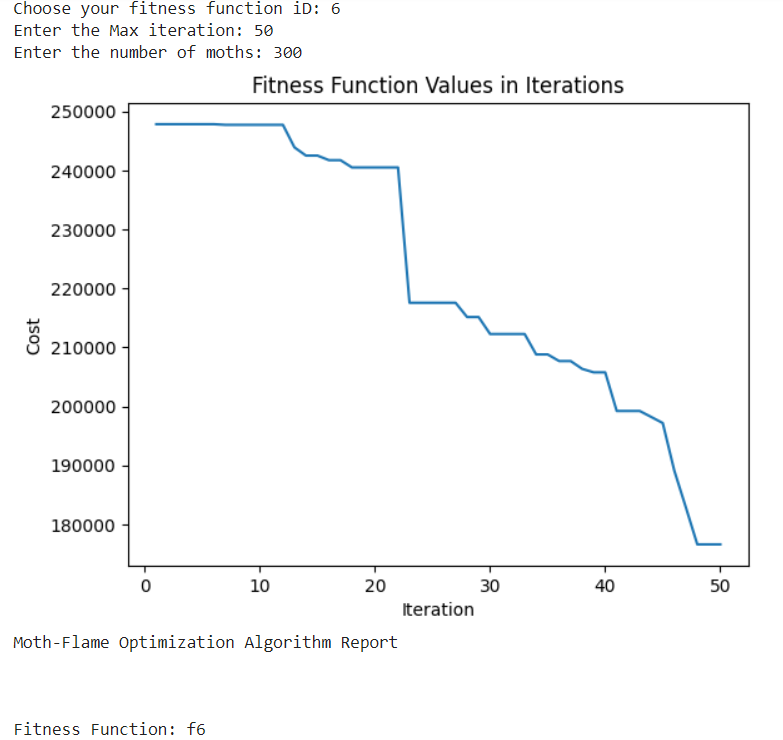 Choose your fitness function iD: 6
Enter the Max iteration: 50
Enter the number of moths: 300
Fitness Function Values in Iterations
250000
240000
230000
220000
210000
200000
190000
180000
Cost
0 10 20 30 40 50
Iteration
Moth-Flame Optimization Algorithm Report
Fitness Function: f6